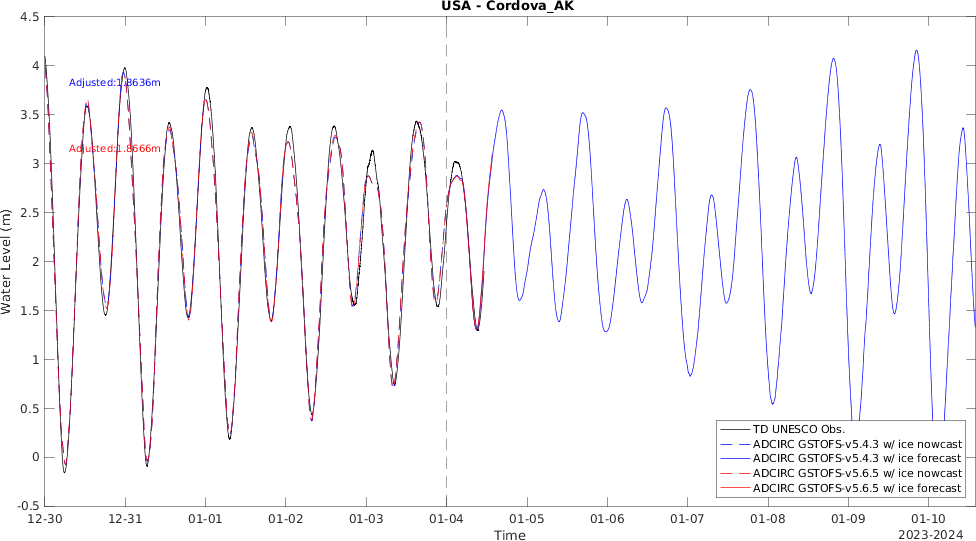 USA - Cordova_AK
4.5
4
3.5
3
2.5
2
1.5
1
0.5
0
-0.5
Water Level (m)
Adjusted:1.8636m
Adjusted:1.8666m
TD UNESCO Obs.
ADCIRC GSTOFS-v5.4.3 w/ ice nowcast
ADCIRC GSTOFS-v5.4.3 w/ ice forecast
ADCIRC GSTOFS-v5.6.5 w/ ice nowcast
ADCIRC GSTOFS-v5.6.5 w/ ice forecast
12-30 12-31 01-01 01-02 01-03 01-04 01-05 01-06 01-07 01-08 01-09 01-10
Time
2023-2024